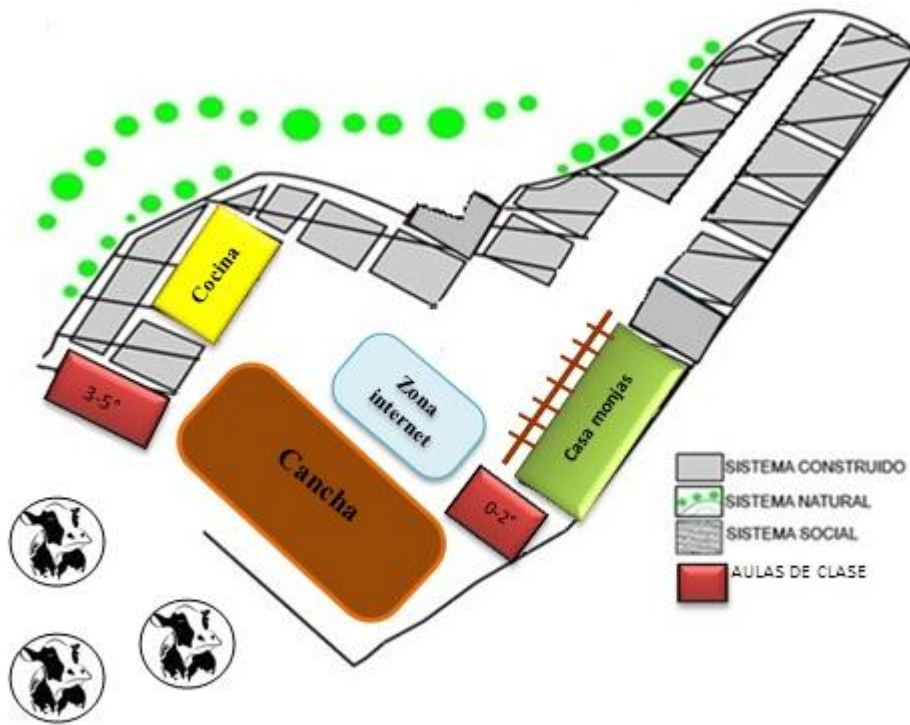 Cocina
3-5°
Zona
internet
Cancha
Casa monjas
0-2°
SISTEMA CONSTRUIDO
SISTEMA NATURAL
SISTEMA SOCIAL
AULAS DE CLASE